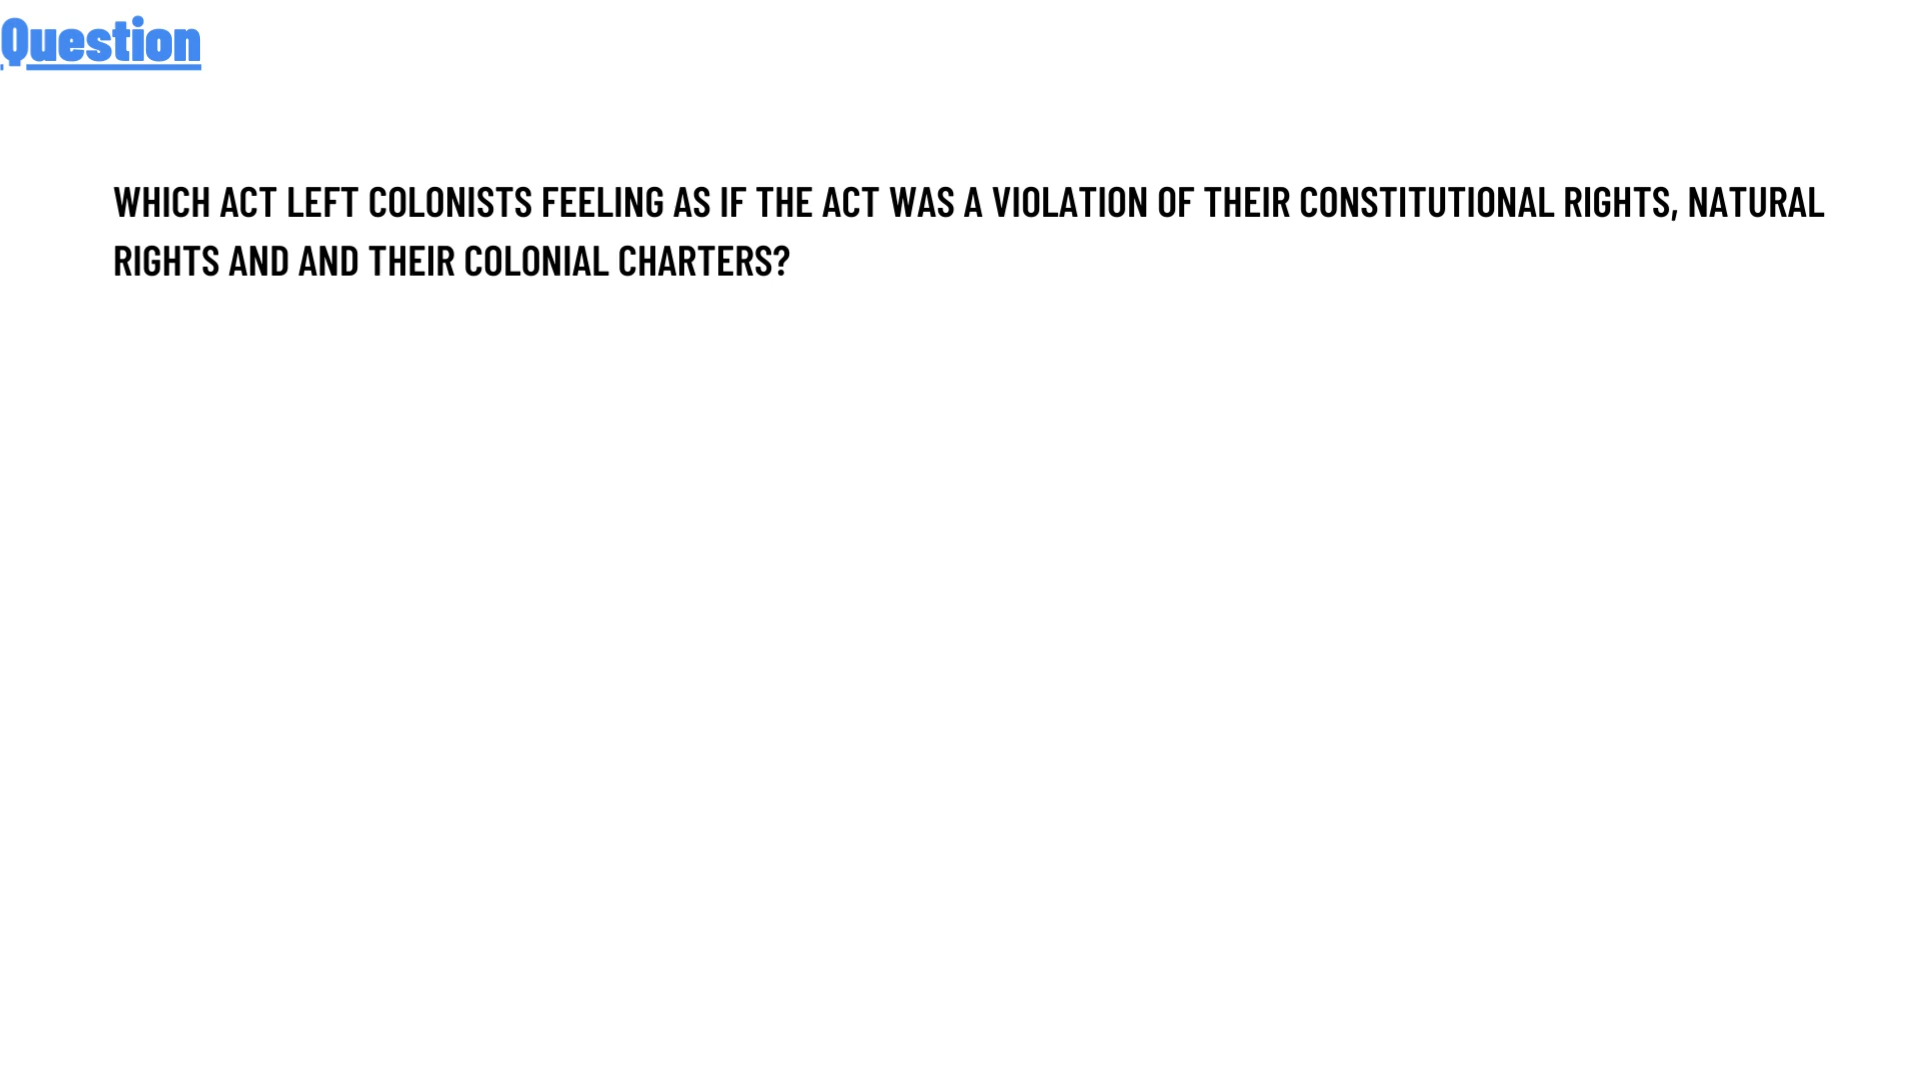 Question
WHICH ACT LEFT COLONISTS FEELING AS IF THE ACT WAS A VIOLATION OF THEIR CONSTITUTIONAL RIGHTS, NATURAL
RIGHTS AND AND THEIR COLONIAL CHARTERS?